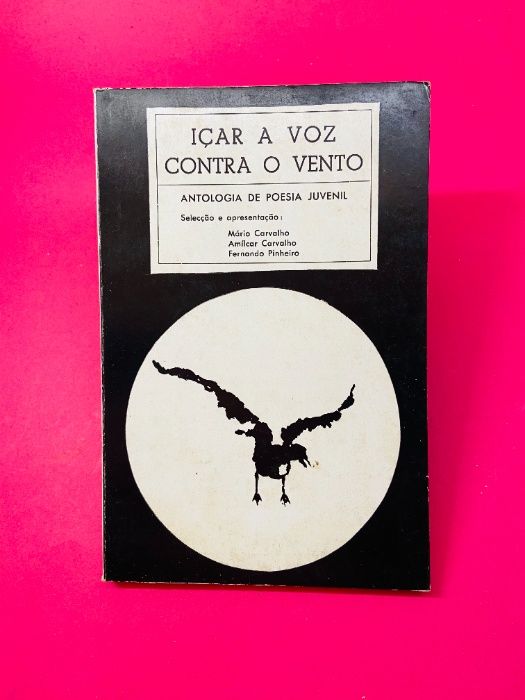 IÇAR A VOZ
CONTRA O VENTO
ANTOLOGIA DE POESIA JUVENIL
Selecção e apresentação:
Mário Carvalho
Amílcar Carvalho
Fernando Pinheiro